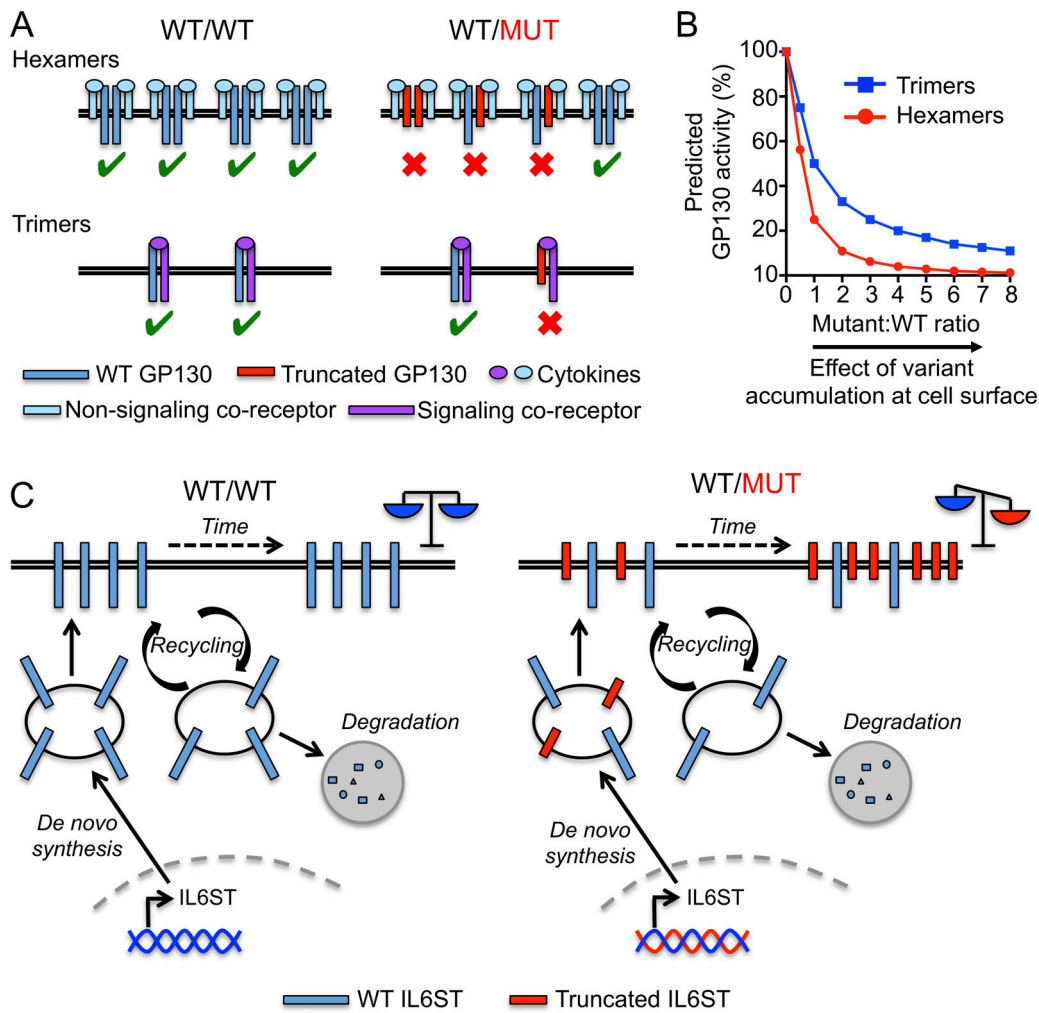 A
WT/WT
WT/MUT
Hexamers
Trimers
WT GP130
Truncated GP130
Cytokines
Non-signaling co-receptor
Signaling co-receptor
B
Predicted
GP130 activity (%)
100
80
60
40
20
10
Trimers
Hexamers
0 1 2 3 4 5 6 7 8
Mutant:WT ratio
Effect of variant
accumulation at cell surface
C
WT/WT
Time
Recycling
Degradation
De novo
synthesis
IL6ST
WT/MUT
Time
Recycling
Degradation
De novo
synthesis
IL6ST
WT IL6ST
Truncated IL6ST